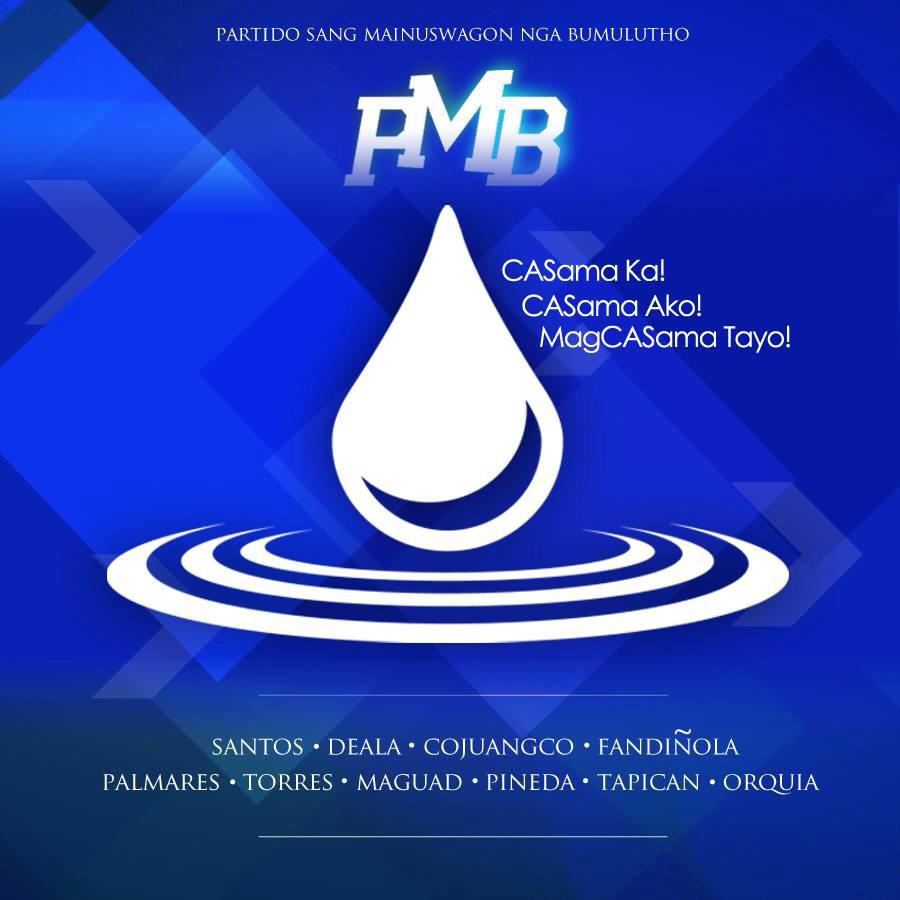 PARTIDO SANG MAINUSWAGON NGA BUMULUTHO
PMB
CASama Ka!
CASama Ako!
MagCASama Tayo!
SANTOS • DEALA • COJUANGCO • FANDIÑOLA
PALMARES • TORRES • MAGUAD • PINEDA • TAPICAN • ORQUIA